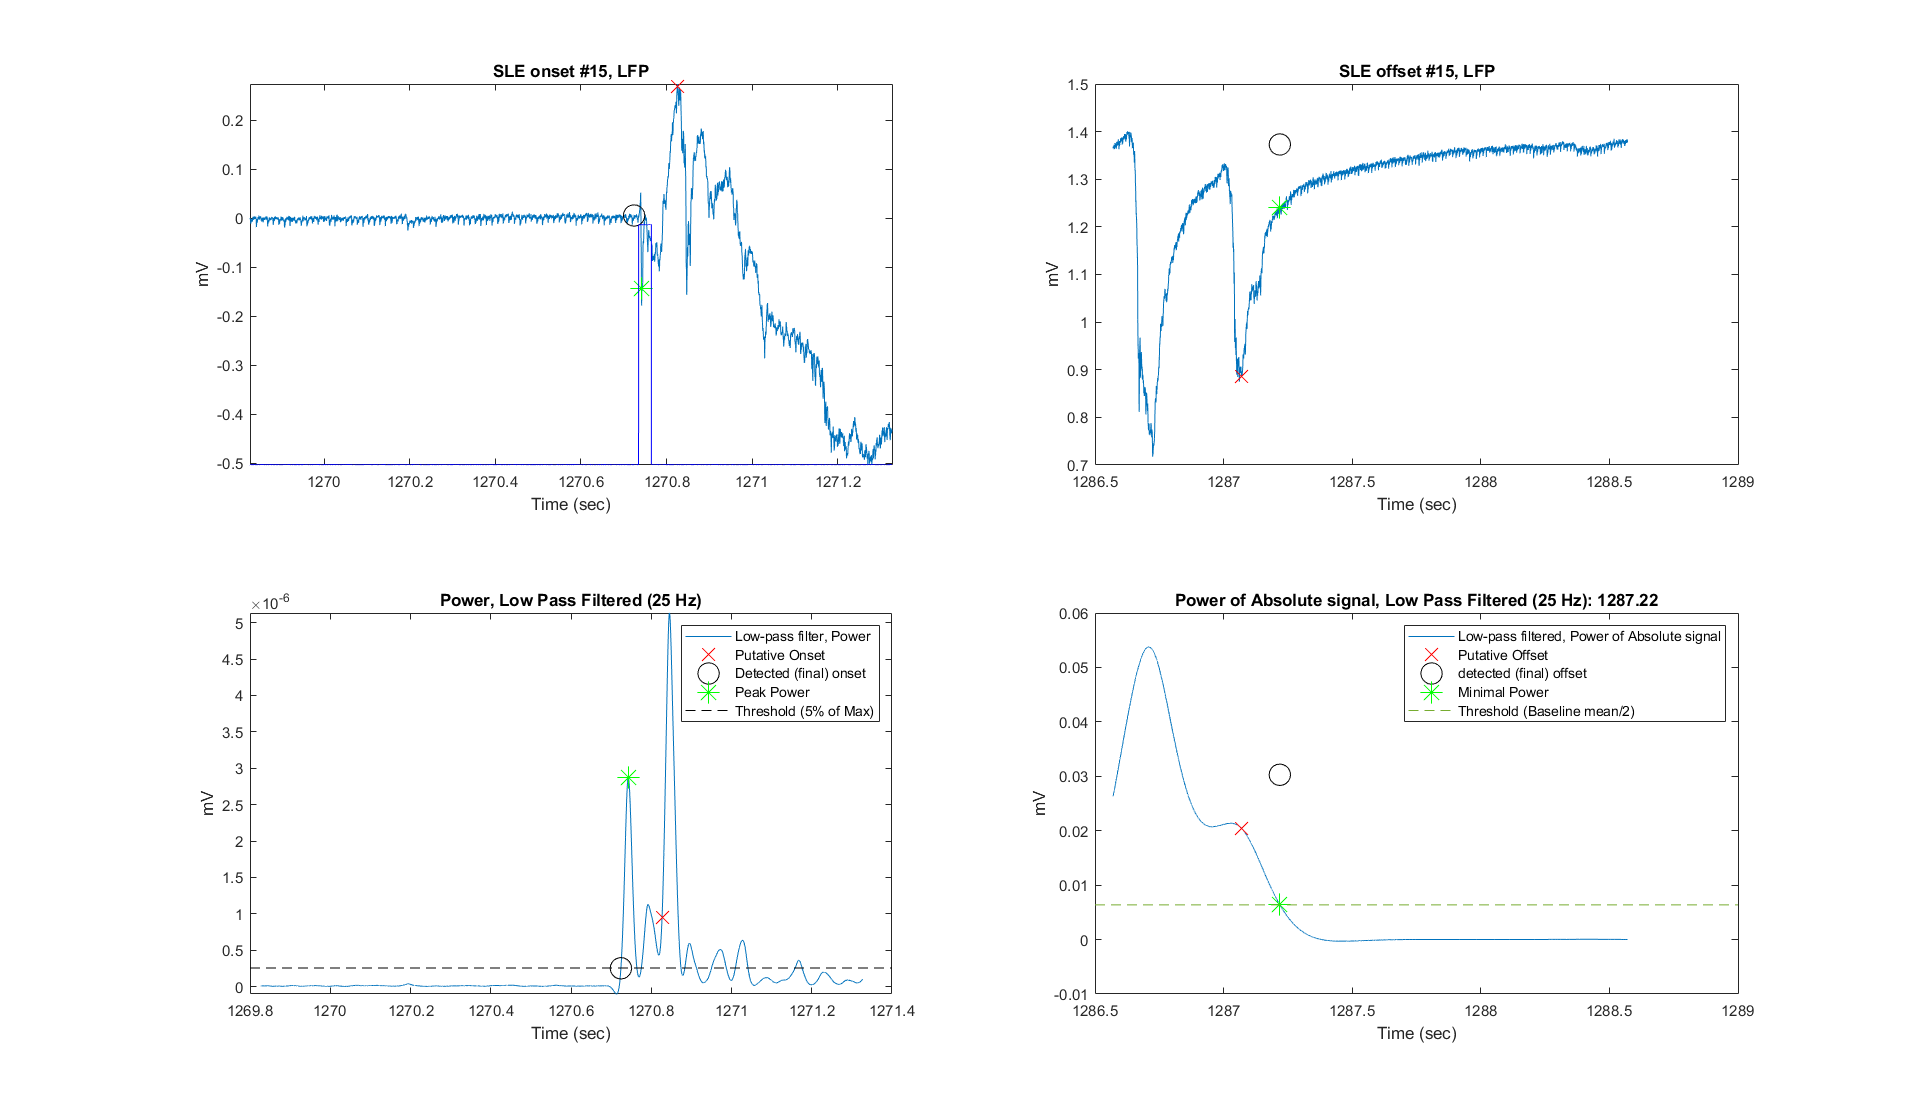 SLE onset #15, LFP
0.2
0.1
0
-0.1
-0.2
-0.3
-0.4
-0.5
mV
1270 1270.2 1270.4 1270.6 1270.8 1271 1271.2
Time (sec)
SLE offset #15, LFP
1.5
1.4
1.3
1.2
1.1
1
0.9
0.8
0.7
mV
1286.5 1287 1287.5 1288 1288.5 1289
Time (sec)
Power, Low Pass Filtered (25 Hz)
×10-6
5
4.5
4
3.5
3
2.5
2
1.5
1
0.5
0
mV
Low-pass filter, Power
Putative Onset
Detected (final) onset
Peak Power
Threshold (5% of Max)
1269.8 1270 1270.2 1270.4 1270.6 1270.8 1271 1271.2 1271.4
Time (sec)
Power of Absolute signal, Low Pass Filtered (25 Hz): 1287.22
0.06
0.05
0.04
0.03
0.02
0.01
0
-0.01
mV
Low-pass filtered, Power of Absolute signal
Putative Offset
detected (final) offset
Minimal Power
Threshold (Baseline mean/2)
1286.5 1287 1287.5 1288 1288.5 1289
Time (sec)